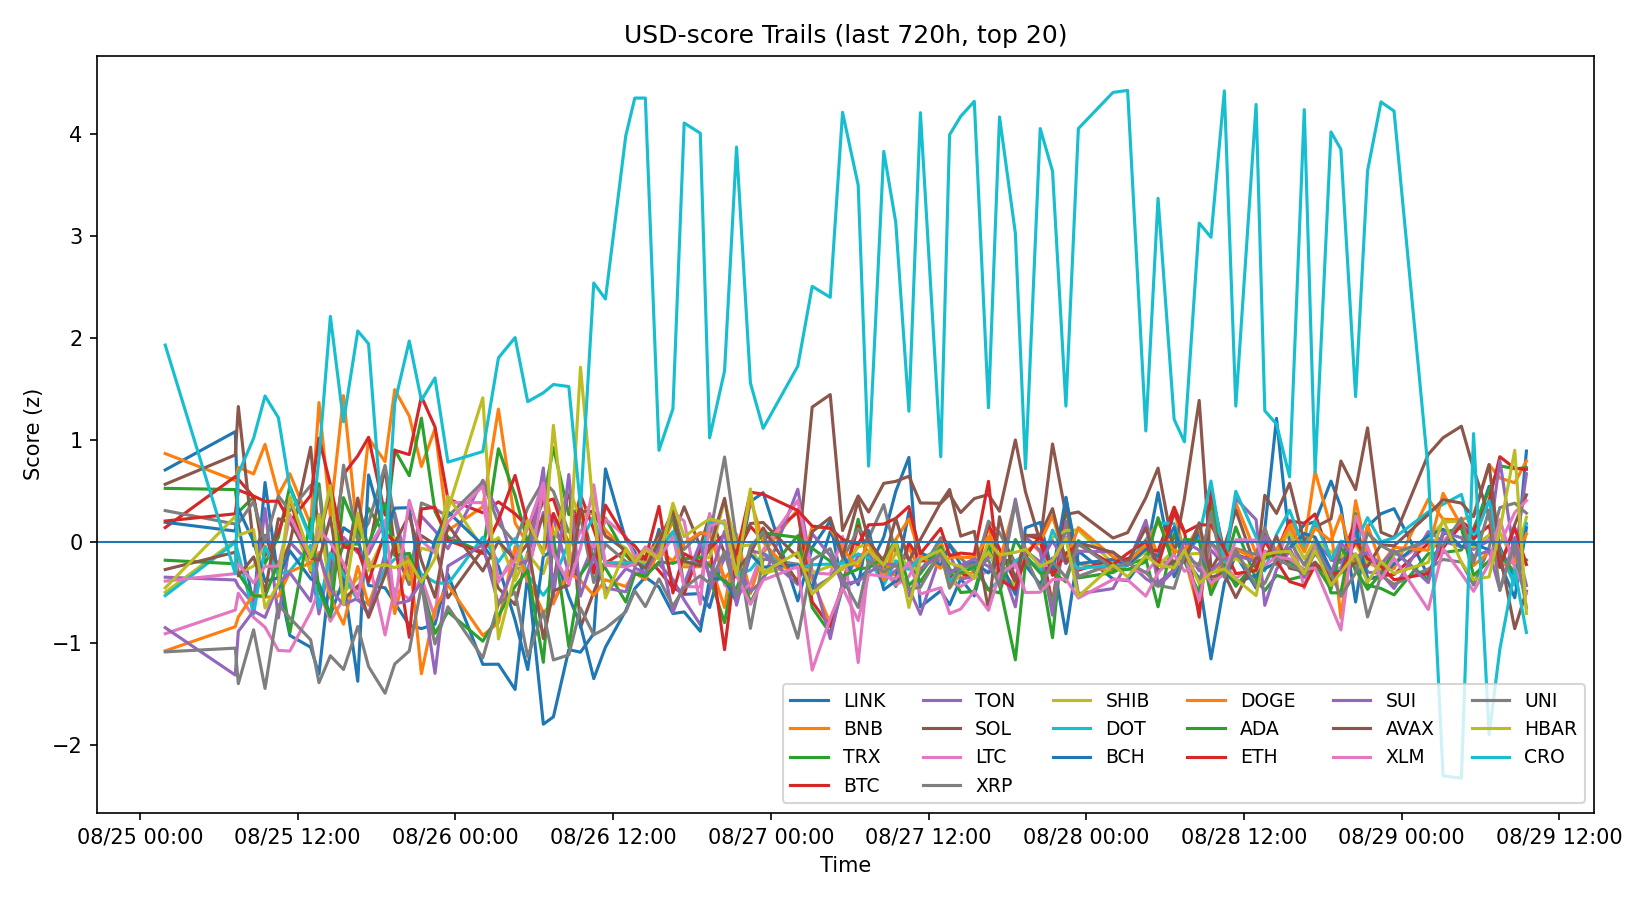 USD-score Trails (last 720h, top 20)
Score (z)
4
3
2
1
0
−1
−2
LINK TON SHIB DOGE SUI UNI
BNB SOL DOT ADA AVAX HBAR
TRX LTC BCH ETH XLM CRO
BTC XRP
08/25 00:00 08/25 12:00 08/26 00:00 08/26 12:00 08/27 00:00 08/27 12:00 08/28 00:00 08/28 12:00 08/29 00:00 08/29 12:00
Time